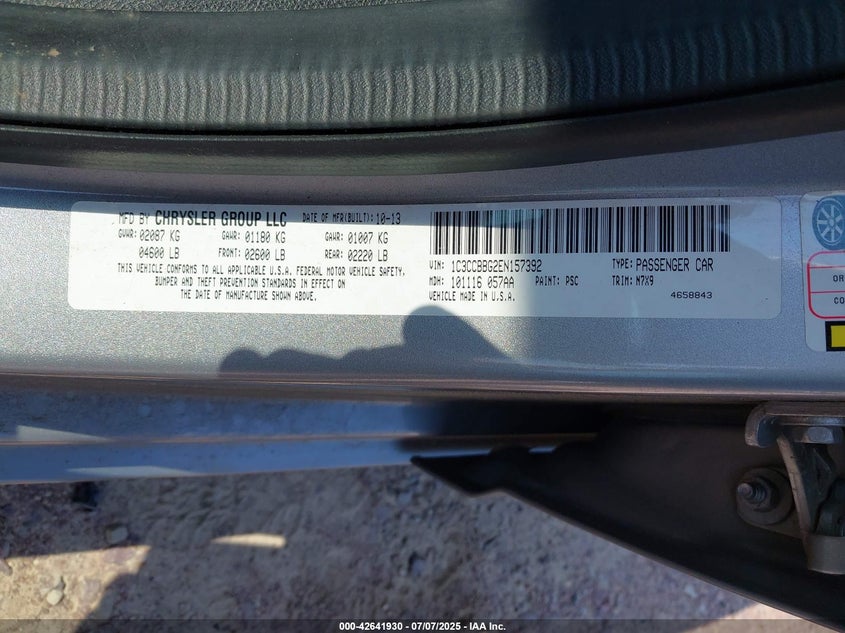 MFD BY CHRYSLER GROUP LLC DATE OF MFR(BUILT): 10-13
GVWR: 02087 KG GAWR: 01180 KG GAWR: 01007 KG
04600 LB FRONT: 02600 LB REAR: 02220 LB
THIS VEHICLE CONFORMS TO ALL APPLICABLE U.S.A. FEDERAL MOTOR VEHICLE SAFETY,
BUMPER AND THEFT PREVENTION STANDARDS IN EFFECT ON
THE DATE OF MANUFACTURE SHOWN ABOVE.
VIN: 1C3CCBBG2EN157392 TYPE: PASSENGER CAR
MDH: 101116 057AA PAINT: PSC TRIM: N7X9
VEHICLE MADE IN U.S.A. 4658843
OR
CO
000-42641930 - 07/07/2025 - IAA Inc.